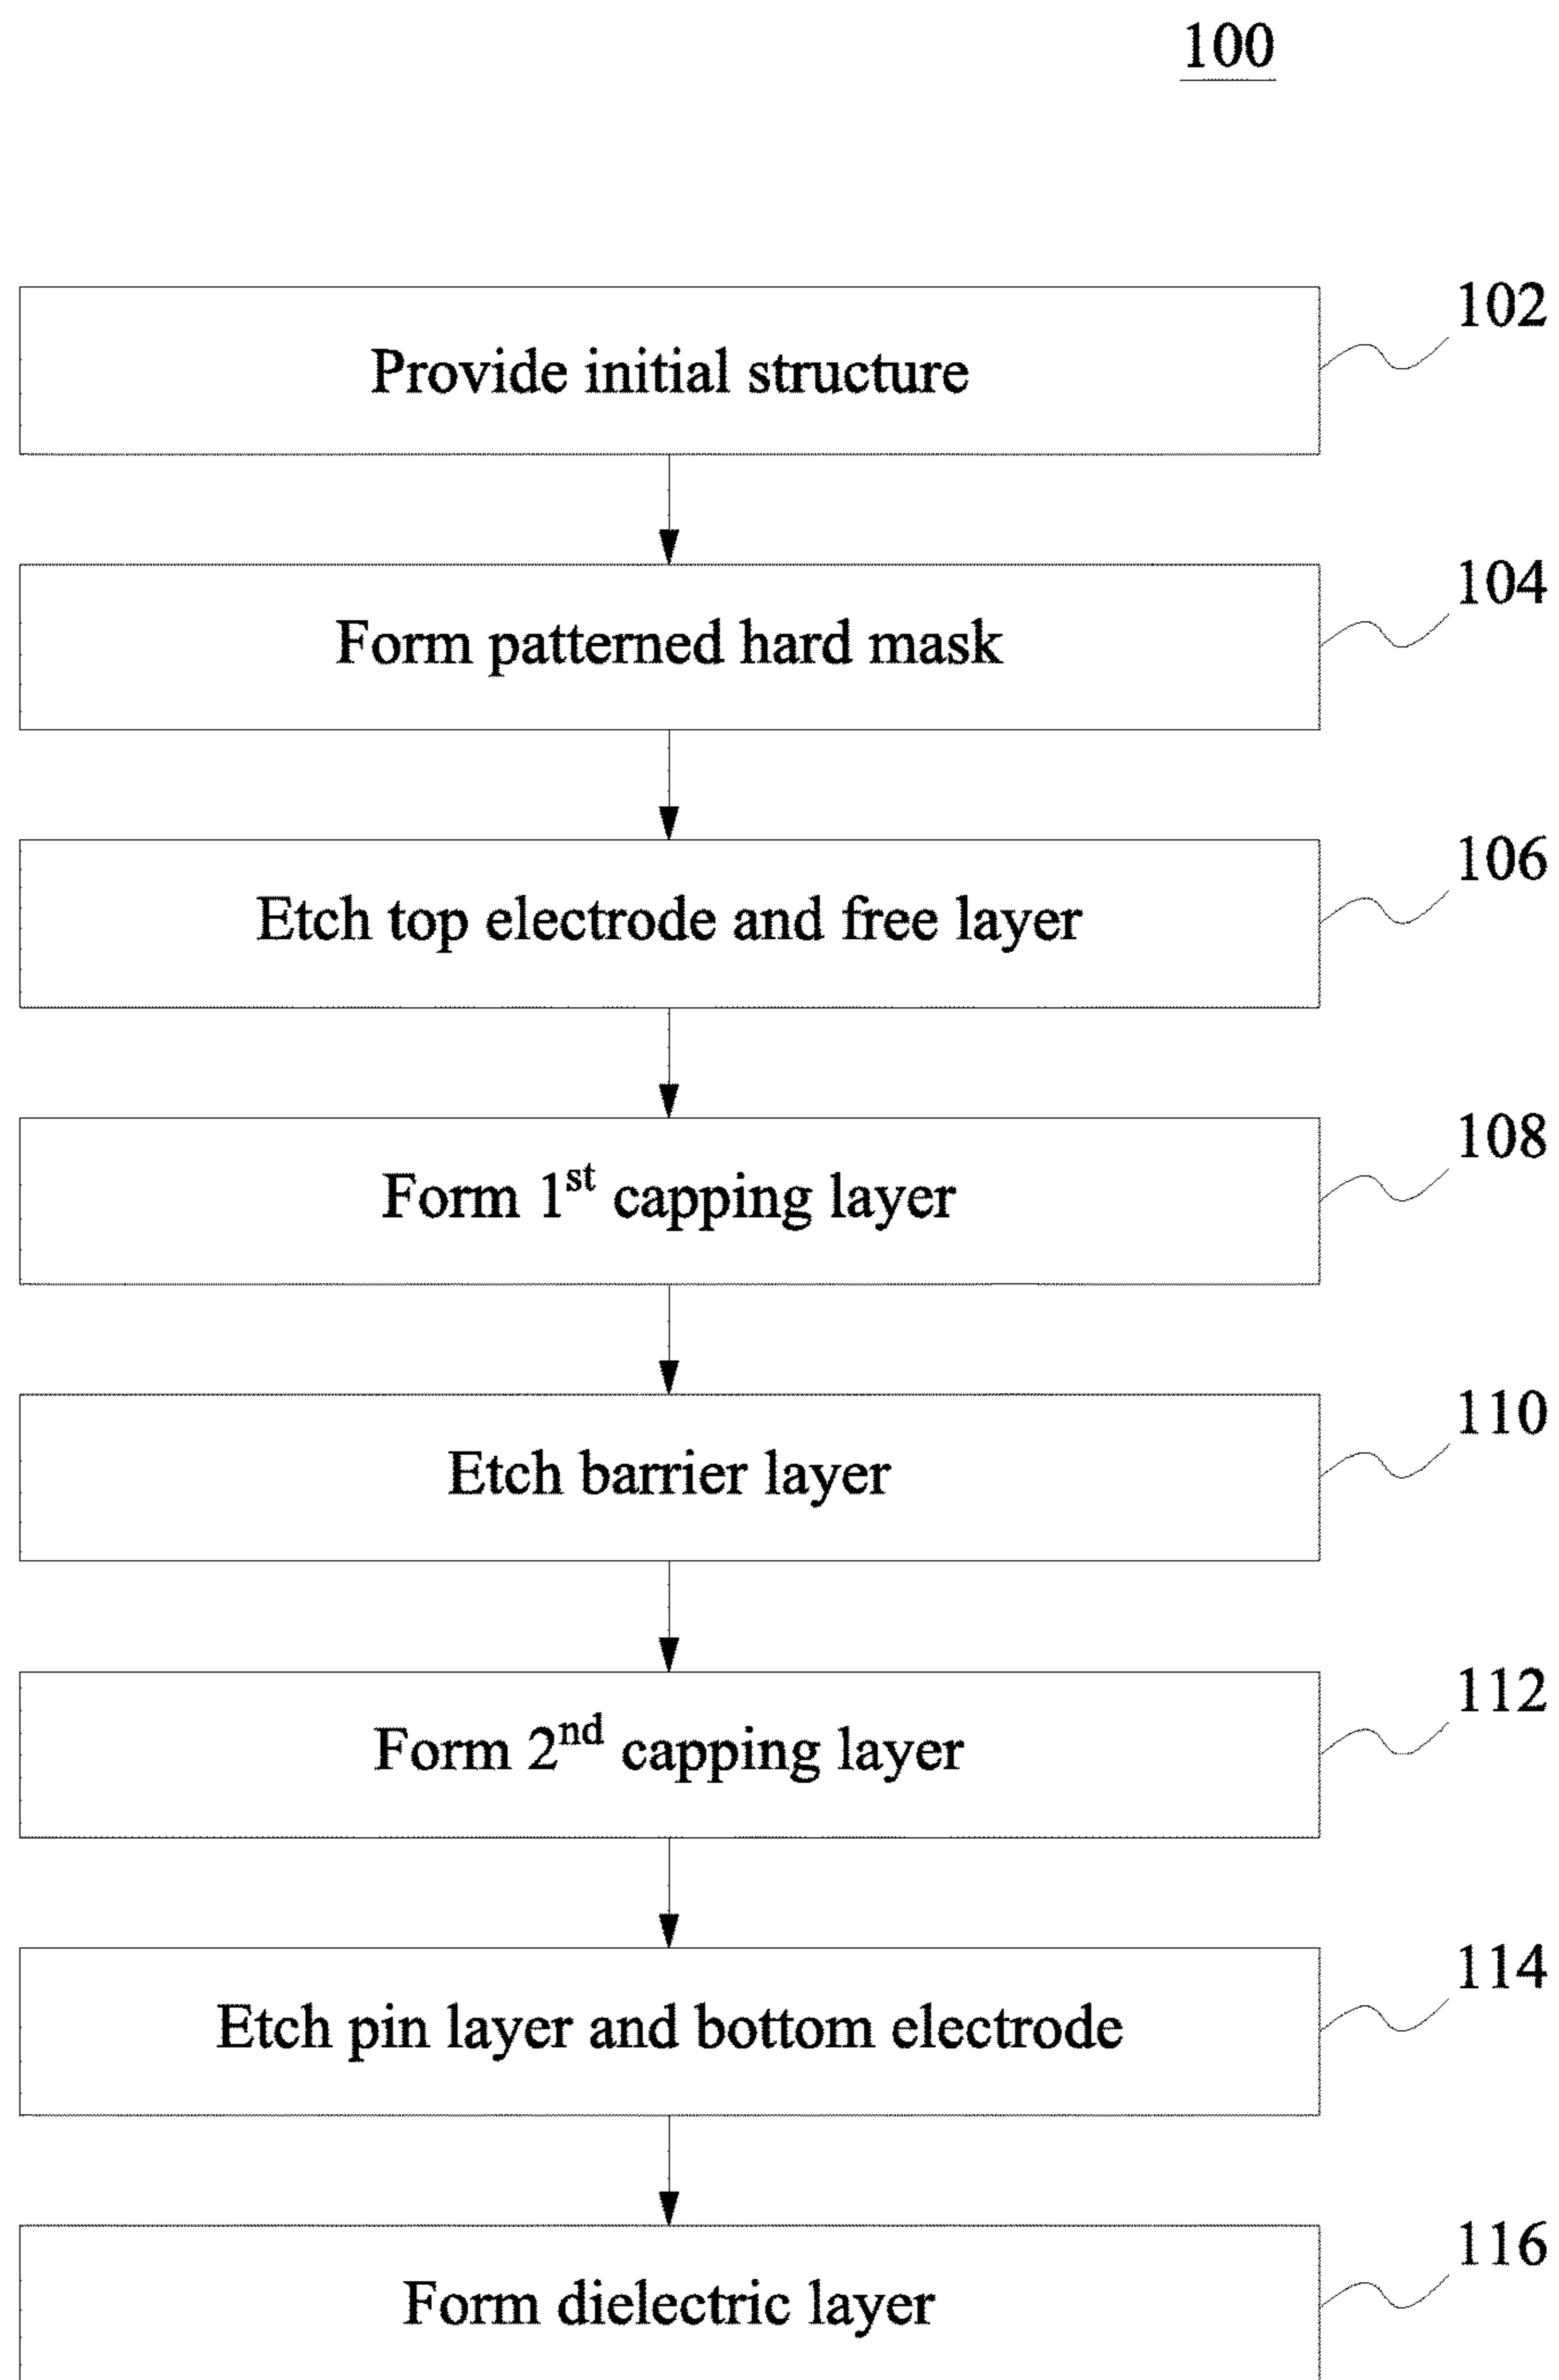 100
102
Provide initial structure
104
Form patterned hard mask
106
Etch top electrode and free layer
108
Form 1st capping layer
110
Etch barrier layer
112
Form 2nd capping layer
114
Etch pin layer and bottom electrode
116
Form dielectric layer